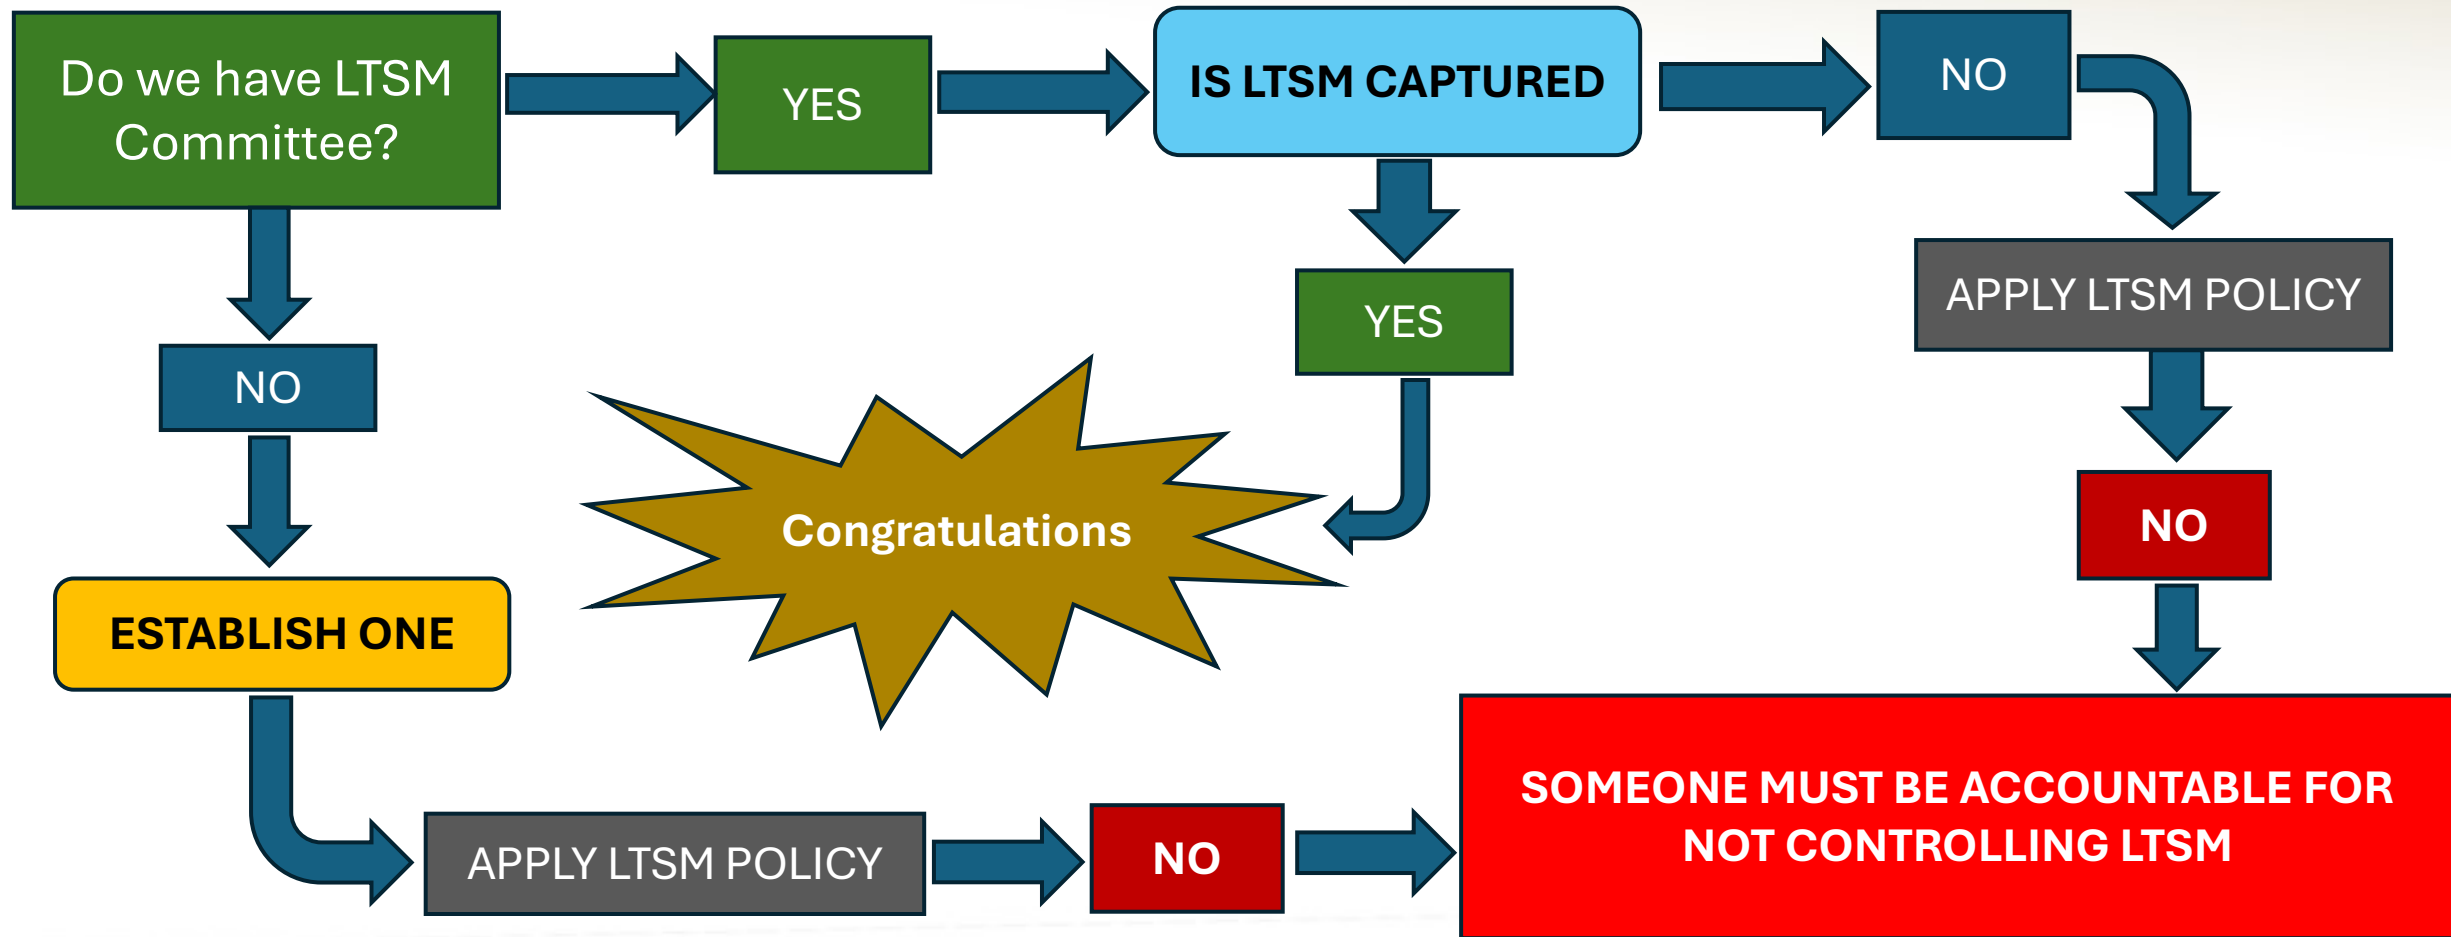 Do we have LTSM
Committee?
YES
IS LTSM CAPTURED
NO
APPLY LTSM POLICY
YES
NO
NO
Congratulations
ESTABLISH ONE
APPLY LTSM POLICY
NO
SOMEONE MUST BE ACCOUNTABLE FOR
NOT CONTROLLING LTSM